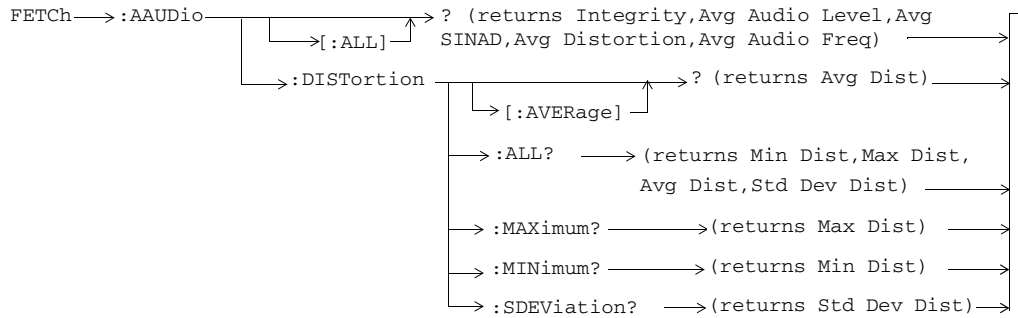 FETCh :AAUDio ? (returns Integrity,Avg Audio Level,Avg
[:ALL] SINAD,Avg Distortion,Avg Audio Freq)
:DISTortion ? (returns Avg Dist)
[:AVERage]
:ALL? (returns Min Dist,Max Dist,
Avg Dist,Std Dev Dist)
:MAXimum? (returns Max Dist)
:MINimum? (returns Min Dist)
:SDEViation? (returns Std Dev Dist)